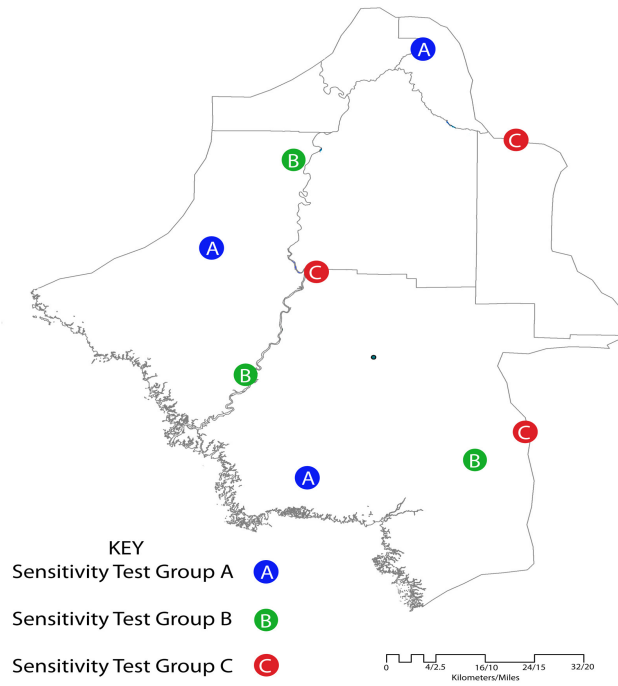 A
C
B
A
C
B
C
B
A
KEY
Sensitivity Test Group A A
Sensitivity Test Group B B
Sensitivity Test Group C C
0 4/2.5 16/10 24/15 32/20
Kilometers/Miles